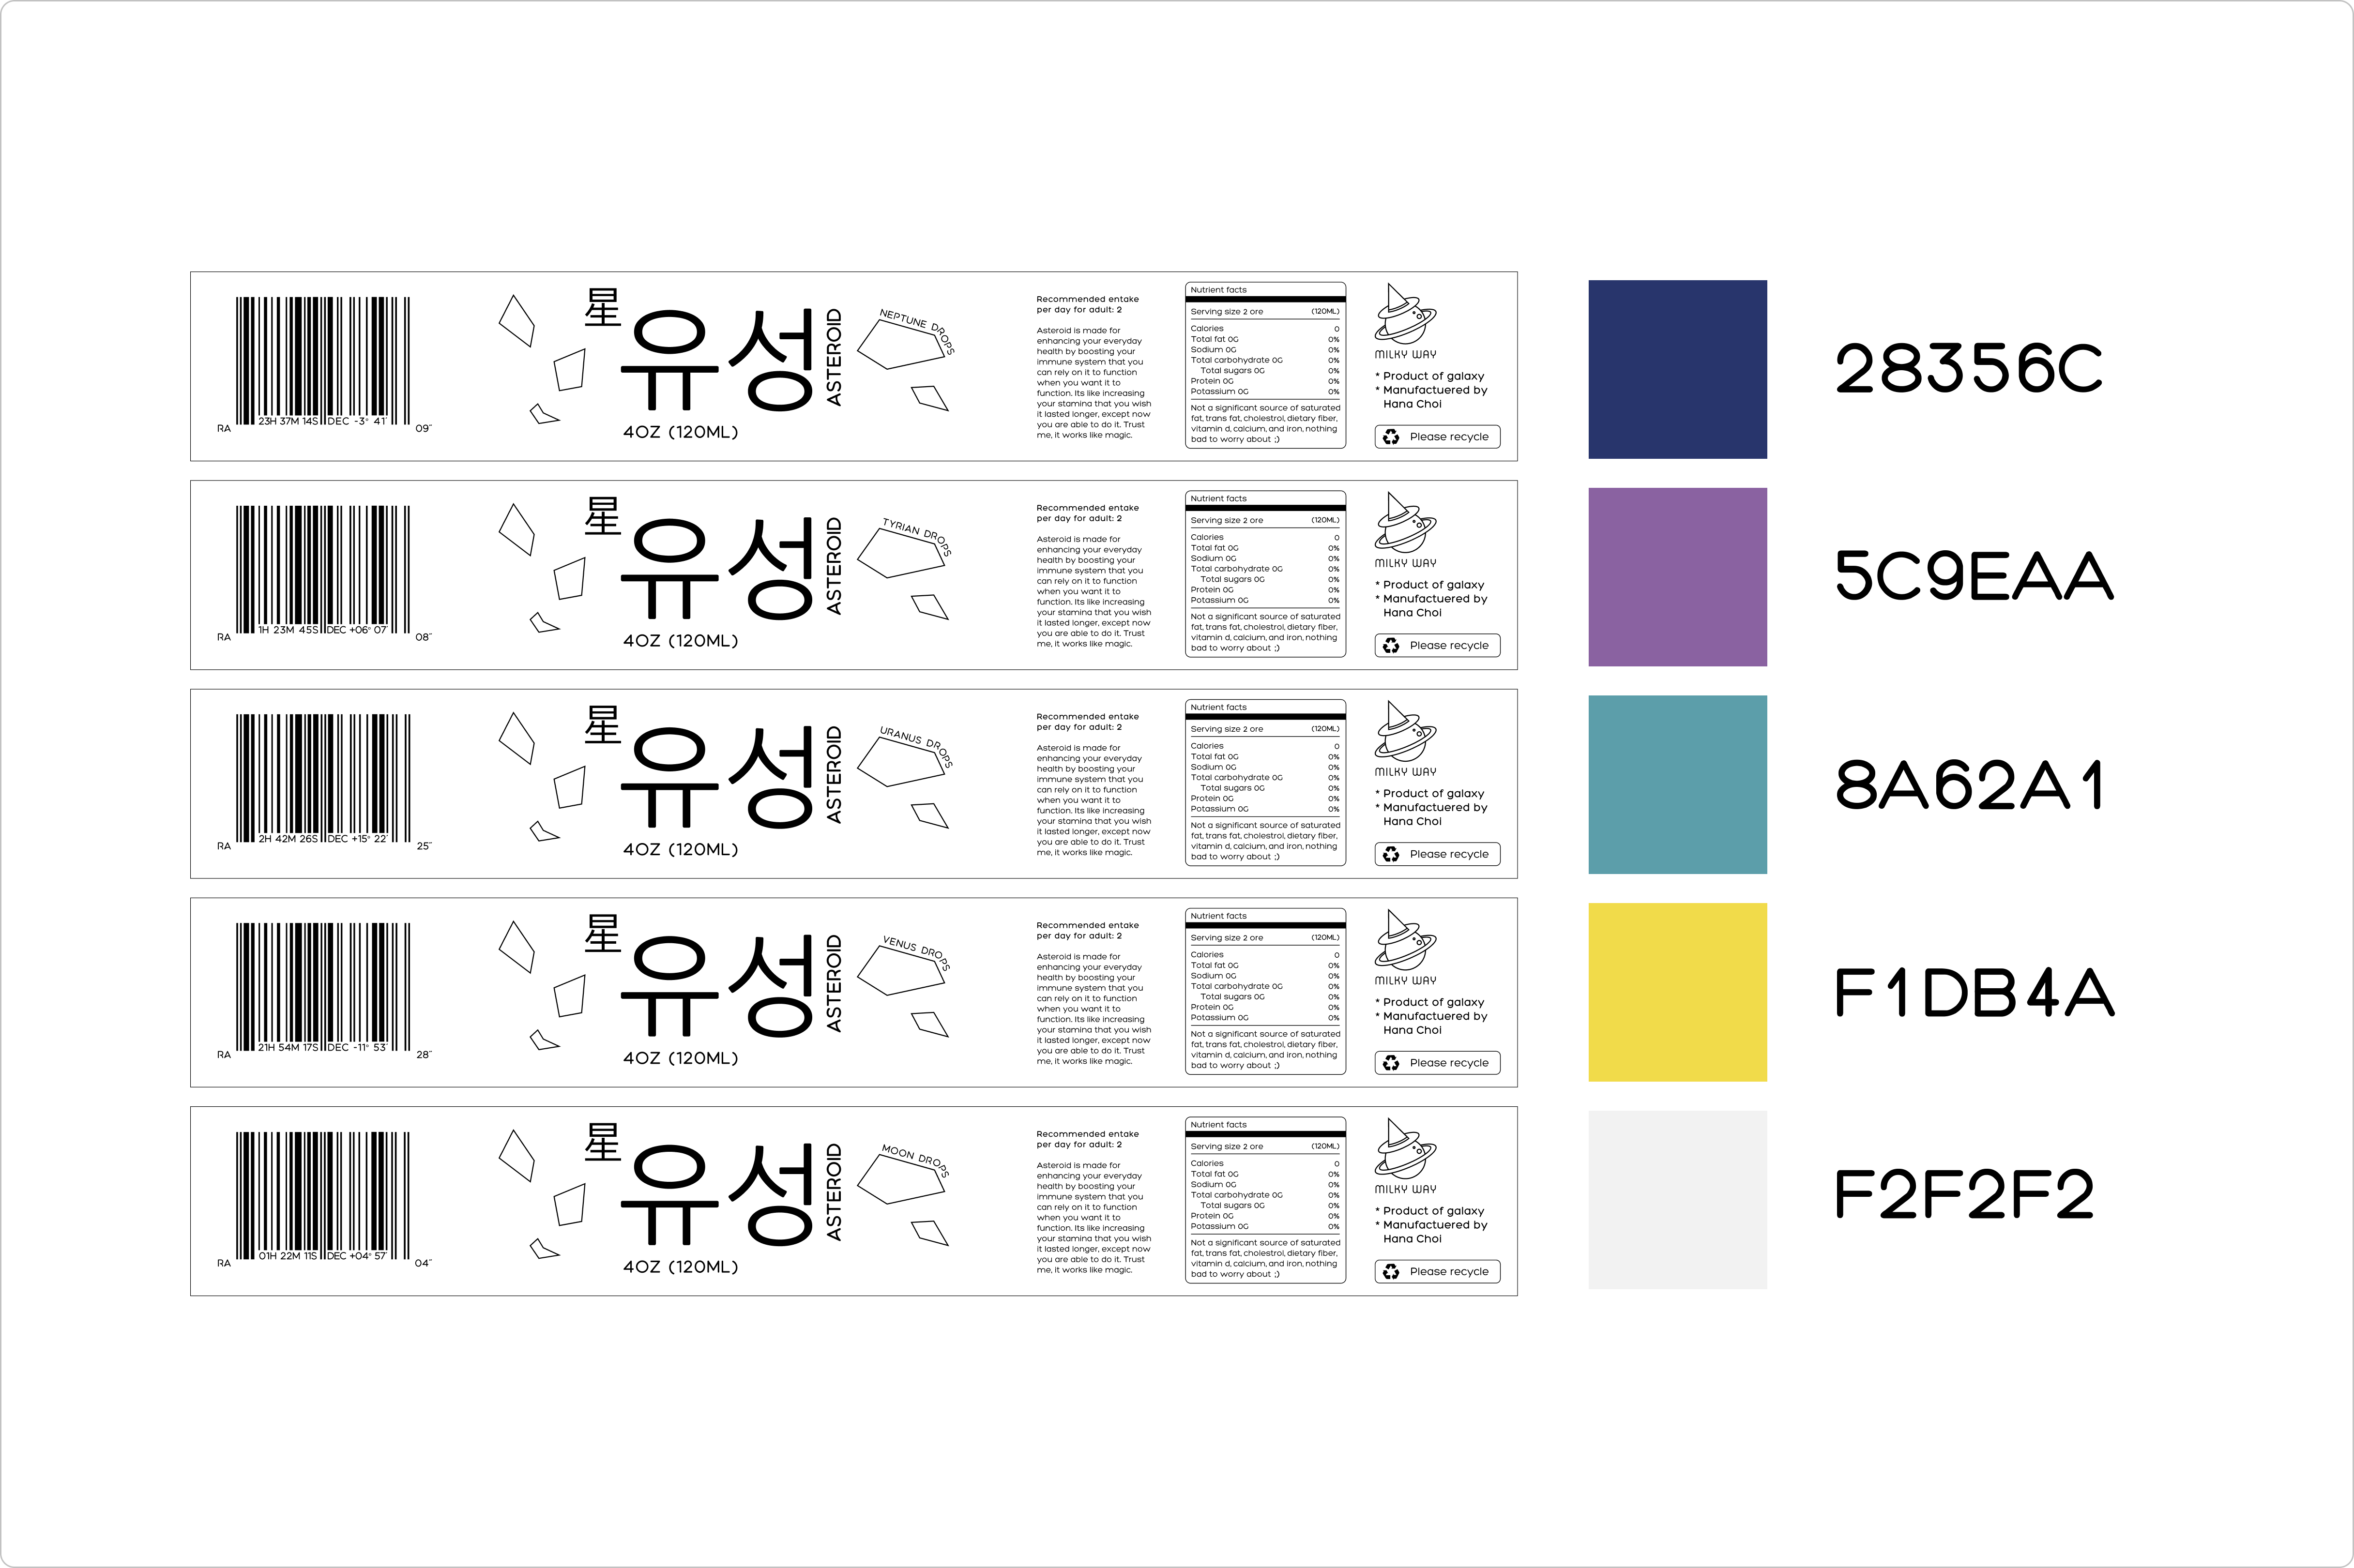 星
유성
ASTEROID
NEPTUNE DROPS
4OZ (120ML)
RA
23H 37M 14S DEC -3° 41'
09"
Recommended entake
per day for adult: 2
Asteroid is made for
enhancing your everyday
health by boosting your
immune system that you
can rely on it to function
when you want it to
function. Its like increasing
your stamina that you wish
it lasted longer, except now
you are able to do it. Trust
me, it works like magic.
Nutrient facts
Serving size 2 ore (120ML)
Calories 0
Total fat 0G 0%
Sodium 0G 0%
Total carbohydrate 0G 0%
Total sugars 0G 0%
Protein 0G 0%
Potassium 0G 0%
Not a significant source of saturated
fat, trans fat, cholestrol, dietary fiber,
vitamin d, calcium, and iron, nothing
bad to worry about ;)
MILKY WAY
* Product of galaxy
* Manufactuered by
Hana Choi
Please recycle
28356C
星
유성
ASTEROID
TYRIAN DROPS
4OZ (120ML)
RA
1H 23M 45S DEC +06° 07'
08"
Recommended entake
per day for adult: 2
Asteroid is made for
enhancing your everyday
health by boosting your
immune system that you
can rely on it to function
when you want it to
function. Its like increasing
your stamina that you wish
it lasted longer, except now
you are able to do it. Trust
me, it works like magic.
Nutrient facts
Serving size 2 ore (120ML)
Calories 0
Total fat 0G 0%
Sodium 0G 0%
Total carbohydrate 0G 0%
Total sugars 0G 0%
Protein 0G 0%
Potassium 0G 0%
Not a significant source of saturated
fat, trans fat, cholestrol, dietary fiber,
vitamin d, calcium, and iron, nothing
bad to worry about ;)
MILKY WAY
* Product of galaxy
* Manufactuered by
Hana Choi
Please recycle
5C9EAA
星
유성
ASTEROID
URANUS DROPS
4OZ (120ML)
RA
2H 42M 26S DEC +15° 22'
25"
Recommended entake
per day for adult: 2
Asteroid is made for
enhancing your everyday
health by boosting your
immune system that you
can rely on it to function
when you want it to
function. Its like increasing
your stamina that you wish
it lasted longer, except now
you are able to do it. Trust
me, it works like magic.
Nutrient facts
Serving size 2 ore (120ML)
Calories 0
Total fat 0G 0%
Sodium 0G 0%
Total carbohydrate 0G 0%
Total sugars 0G 0%
Protein 0G 0%
Potassium 0G 0%
Not a significant source of saturated
fat, trans fat, cholestrol, dietary fiber,
vitamin d, calcium, and iron, nothing
bad to worry about ;)
MILKY WAY
* Product of galaxy
* Manufactuered by
Hana Choi
Please recycle
8A62A1
星
유성
ASTEROID
VENUS DROPS
4OZ (120ML)
RA
21H 54M 17S DEC -11° 53'
28"
Recommended entake
per day for adult: 2
Asteroid is made for
enhancing your everyday
health by boosting your
immune system that you
can rely on it to function
when you want it to
function. Its like increasing
your stamina that you wish
it lasted longer, except now
you are able to do it. Trust
me, it works like magic.
Nutrient facts
Serving size 2 ore (120ML)
Calories 0
Total fat 0G 0%
Sodium 0G 0%
Total carbohydrate 0G 0%
Total sugars 0G 0%
Protein 0G 0%
Potassium 0G 0%
Not a significant source of saturated
fat, trans fat, cholestrol, dietary fiber,
vitamin d, calcium, and iron, nothing
bad to worry about ;)
MILKY WAY
* Product of galaxy
* Manufactuered by
Hana Choi
Please recycle
F1DB4A
星
유성
ASTEROID
MOON DROPS
4OZ (120ML)
RA
01H 22M 11S DEC +04° 57'
04"
Recommended entake
per day for adult: 2
Asteroid is made for
enhancing your everyday
health by boosting your
immune system that you
can rely on it to function
when you want it to
function. Its like increasing
your stamina that you wish
it lasted longer, except now
you are able to do it. Trust
me, it works like magic.
Nutrient facts
Serving size 2 ore (120ML)
Calories 0
Total fat 0G 0%
Sodium 0G 0%
Total carbohydrate 0G 0%
Total sugars 0G 0%
Protein 0G 0%
Potassium 0G 0%
Not a significant source of saturated
fat, trans fat, cholestrol, dietary fiber,
vitamin d, calcium, and iron, nothing
bad to worry about ;)
MILKY WAY
* Product of galaxy
* Manufactuered by
Hana Choi
Please recycle
F2F2F2